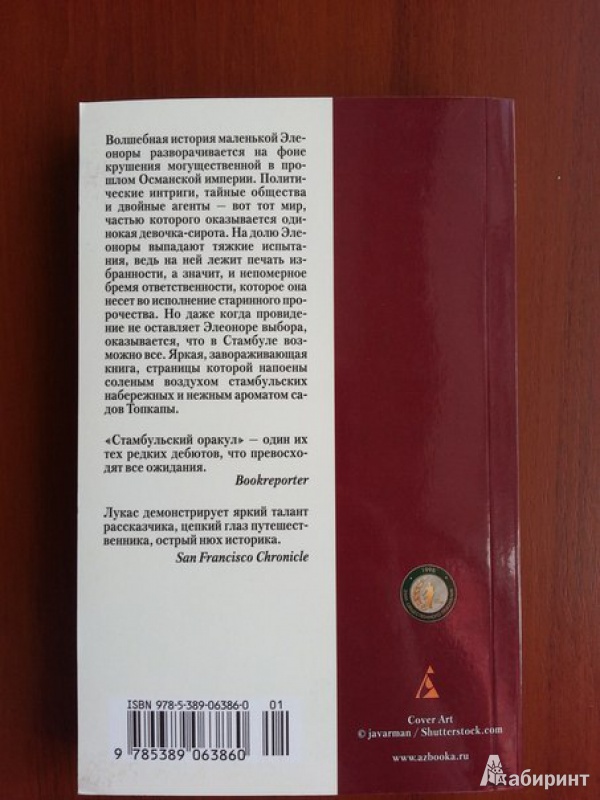 Волшебная история маленькой Эле-
оноры разворачивается на фоне
крушения могущественной в про-
шлом Османской империи. Полити-
ческие интриги, тайные общества
и двойные агенты – вот тот мир,
частью которого оказывается оди-
нокая девочка-сирота. На долю Эле-
оноры выпадают тяжкие испыта-
ния, ведь на ней лежит печать из-
бранности, а значит, и непомерное
бремя ответственности, которое она
несет во исполнение старинного про-
рочества. Но даже когда провиде-
ние не оставляет Элеоноре выбора,
оказывается, что в Стамбуле воз-
можно все. Яркая, завораживающая
книга, страницы которой напоены
соленым воздухом стамбульских
набережных и нежным ароматом са-
дов Топкапы.
«Стамбульский оракул» – один их
тех редких дебютов, что превосхо-
дят все ожидания.
Bookreporter
Лукас демонстрирует яркий талант
рассказчика, цепкий глаз путешест-
венника, острый нюх историка.
San Francisco Chronicle
ISBN 978-5-389-06386-0 01
9 785389 063860
Cover Art
© javarman / Shutterstock.com
www.azbooka.ru
Лабиринт